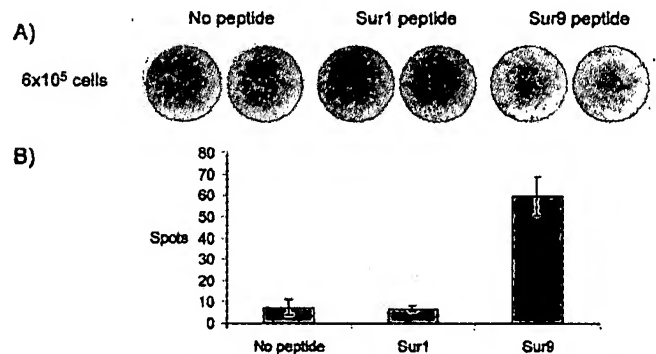 A)
No peptide Sur1 peptide Sur9 peptide
6x10⁵ cells
B)
80
70
60
50
Spots 40
30
20
10
0
No peptide Sur1 Sur9